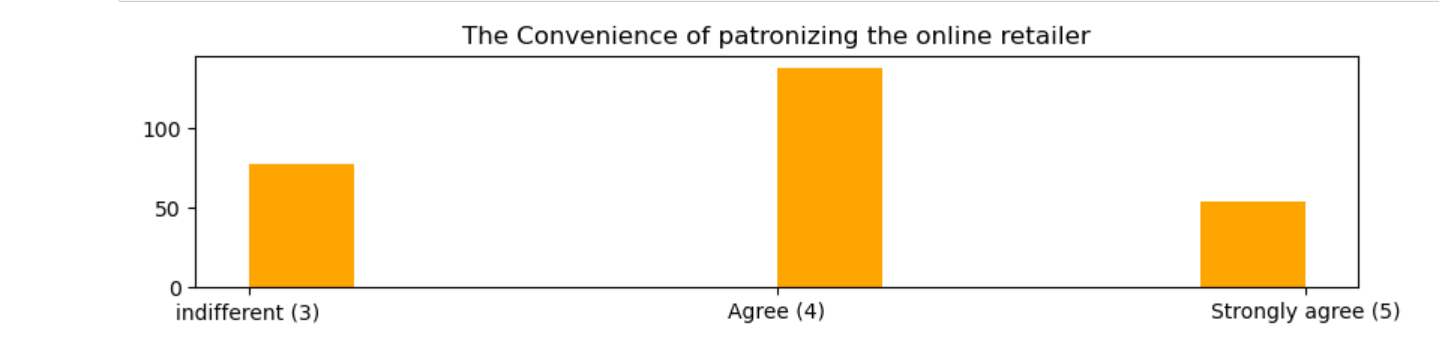 The Convenience of patronizing the online retailer
100
50
0
indifferent (3) Agree (4) Strongly agree (5)